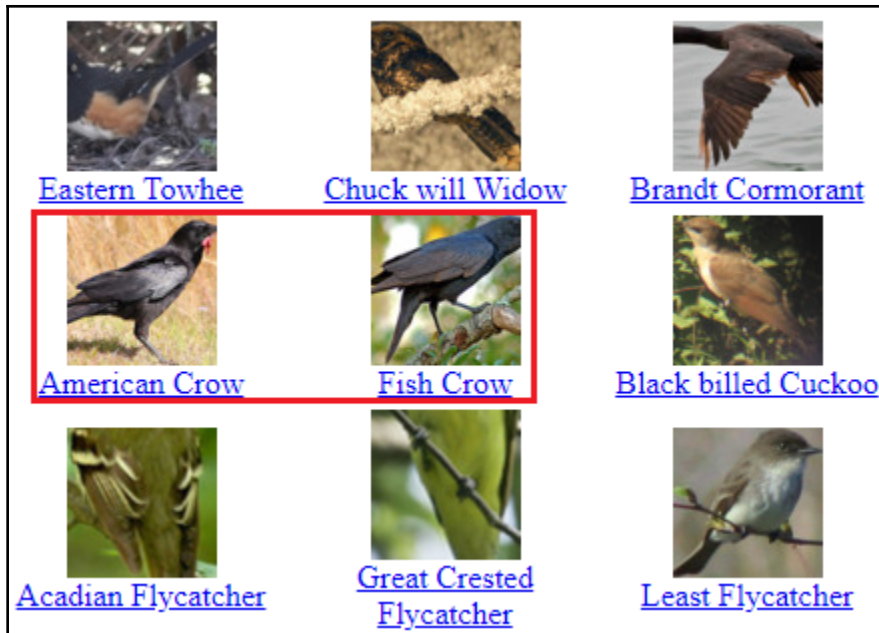 Eastern Towhee
Chuck will Widow
Brandt Cormorant
American Crow
Fish Crow
Black billed Cuckoo
Acadian Flycatcher
Great Crested
Flycatcher
Least Flycatcher